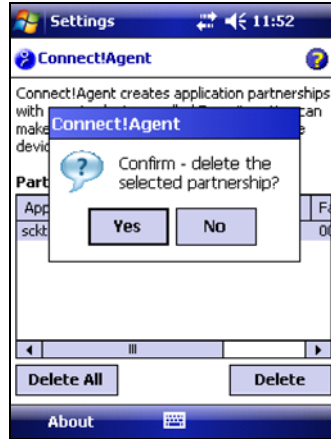 Settings 11:52
Connect!Agent
Connect!Agent creates application partnerships
with
can
make
e
devic
Connect!Agent
Confirm - delete the
selected partnership?
Yes No
Part
App F
sckt 00
Delete All Delete
About